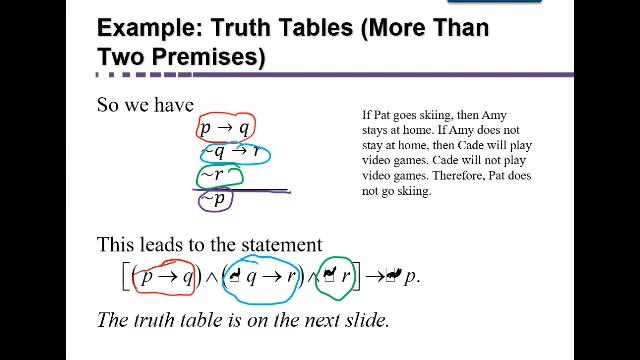 Example: Truth Tables (More Than
Two Premises)
So we have
p → q
~q → r
~r
~p
If Pat goes skiing, then Amy
stays at home. If Amy does not
stay at home, then Cade will play
video games. Cade will not play
video games. Therefore, Pat does
not go skiing.
This leads to the statement
[(p → q) ∧ (~ q → r) ∧ ~ r] → ~ p.
The truth table is on the next slide.